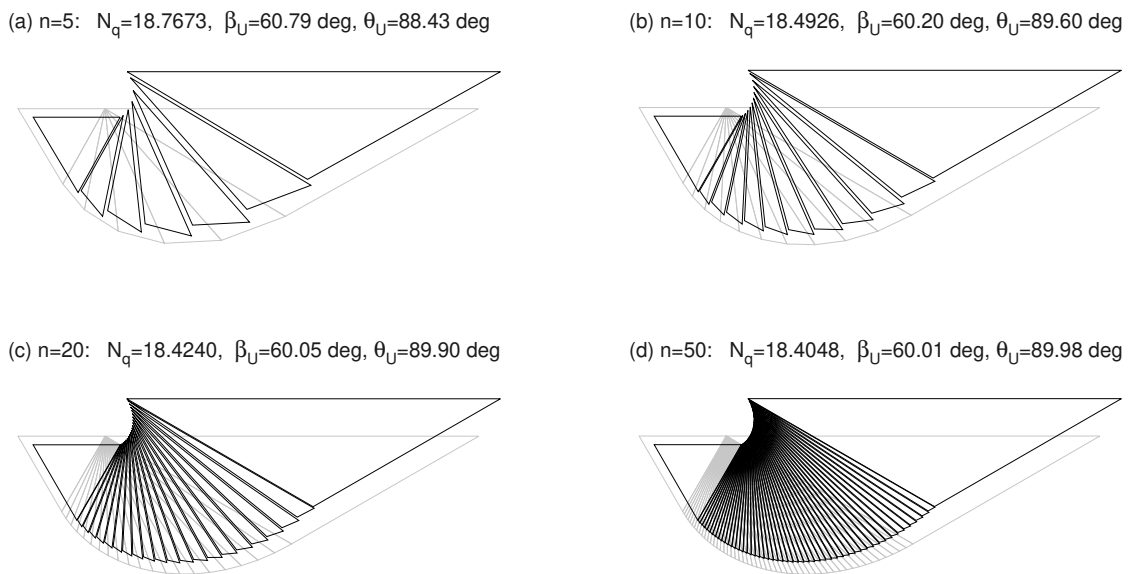 (a) n=5: N_q=18.7673, β_U=60.79 deg, θ_U=88.43 deg
(b) n=10: N_q=18.4926, β_U=60.20 deg, θ_U=89.60 deg
(c) n=20: N_q=18.4240, β_U=60.05 deg, θ_U=89.90 deg
(d) n=50: N_q=18.4048, β_U=60.01 deg, θ_U=89.98 deg